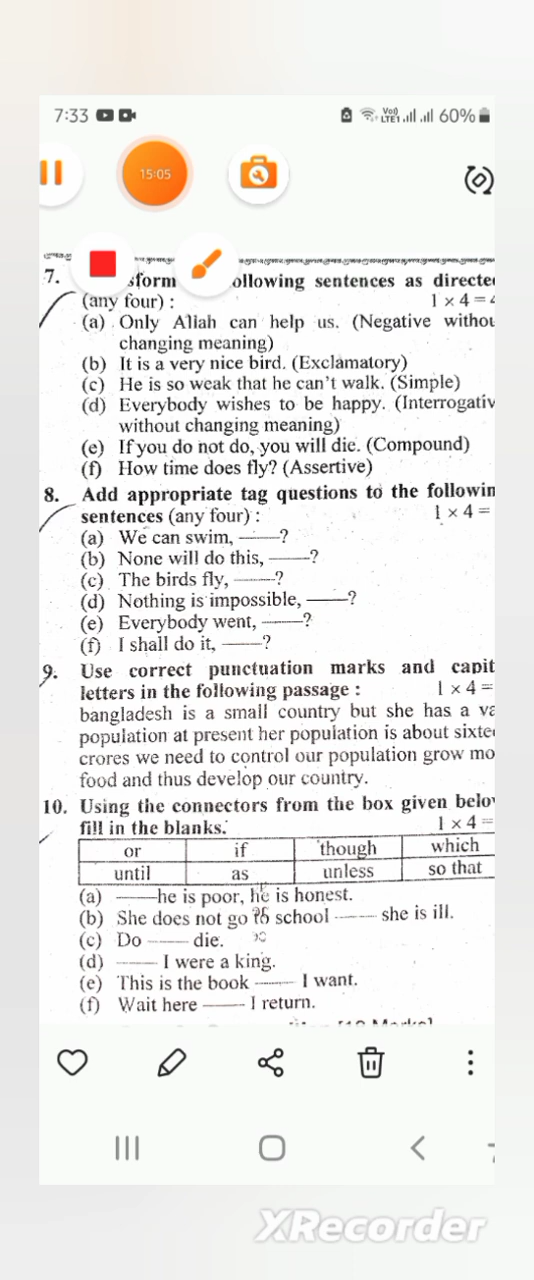 7:33 60%
15:05
7. sform ollowing sentences as directe
(any four) : 1 × 4 =
(a) Only Allah can help us. (Negative withou
changing meaning)
(b) It is a very nice bird. (Exclamatory)
(c) He is so weak that he can't walk. (Simple)
(d) Everybody wishes to be happy. (Interrogativ
without changing meaning)
(e) If you do not do, you will die. (Compound)
(f) How time does fly? (Assertive)
8. Add appropriate tag questions to the followin
sentences (any four) : 1 × 4 =
(a) We can swim, ——?
(b) None will do this, ——?
(c) The birds fly, ——?
(d) Nothing is impossible, ——?
(e) Everybody went, ——?
(f) I shall do it, ——?
9. Use correct punctuation marks and capit
letters in the following passage : 1 × 4 =
bangladesh is a small country but she has a va
population at present her population is about sixte
crores we need to control our population grow mo
food and thus develop our country.
10. Using the connectors from the box given belo
fill in the blanks. 1 × 4 =
or if though which
until as unless so that
(a) ——he is poor, he is honest.
(b) She does not go to school —— she is ill.
(c) Do —— die.
(d) —— I were a king.
(e) This is the book —— I want.
(f) Wait here —— I return.
XRecorder